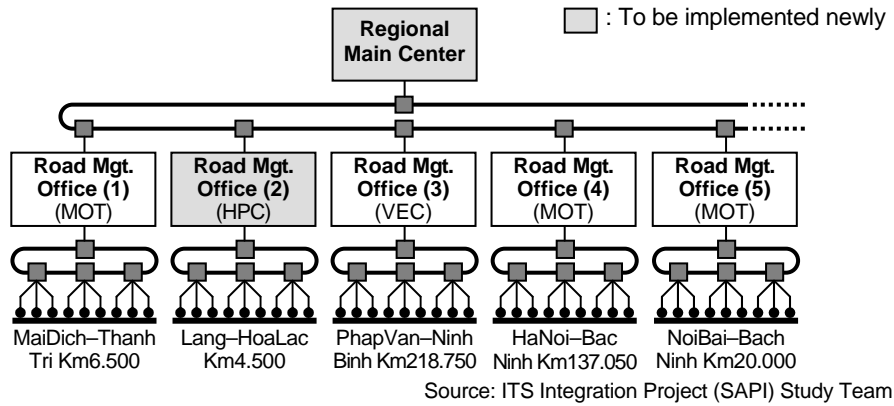 Regional
Main Center
: To be implemented newly
Road Mgt.
Office (1)
(MOT)
Road Mgt.
Office (2)
(HPC)
Road Mgt.
Office (3)
(VEC)
Road Mgt.
Office (4)
(MOT)
Road Mgt.
Office (5)
(MOT)
MaiDich–Thanh
Tri Km6.500
Lang–HoaLac
Km4.500
PhapVan–Ninh
Binh Km218.750
HaNoi–Bac
Ninh Km137.050
NoiBai–Bach
Ninh Km20.000
Source: ITS Integration Project (SAPI) Study Team